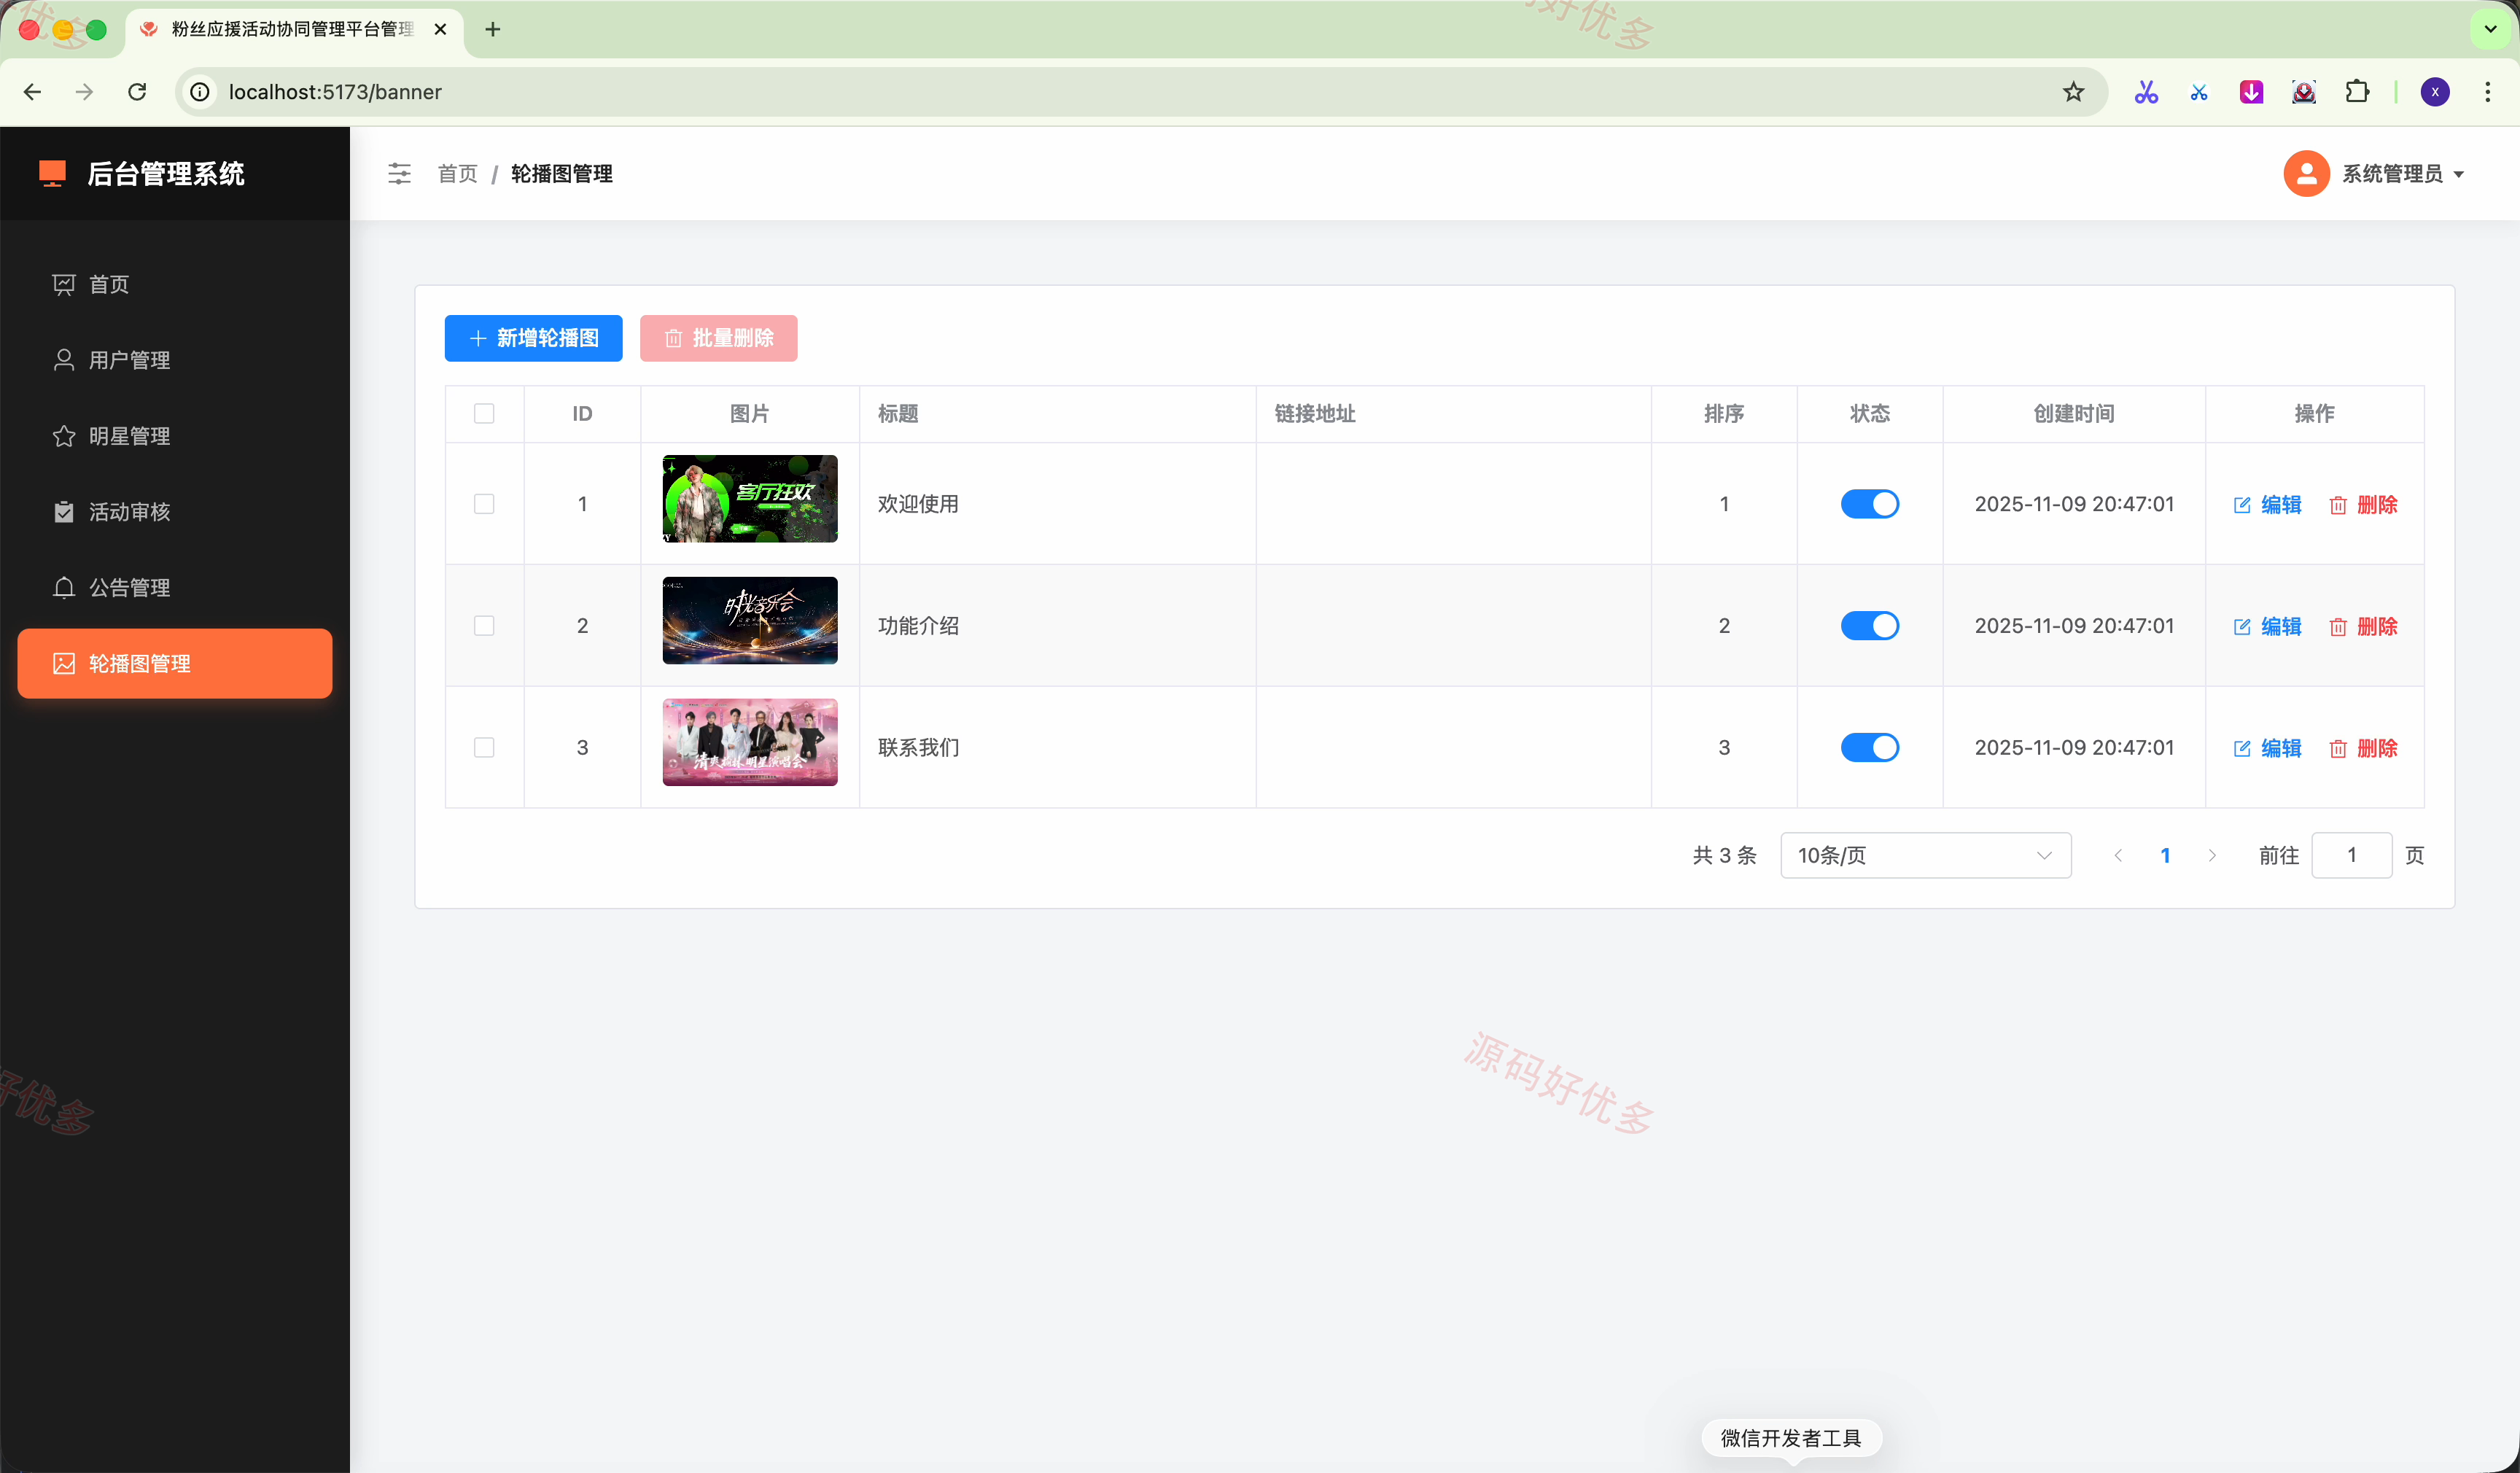 粉丝应援活动协同管理平台管理
localhost:5173/banner
X
后台管理系统
首页 / 轮播图管理
系统管理员
首页
用户管理
明星管理
活动审核
公告管理
轮播图管理
新增轮播图
批量删除
ID 图片 标题 链接地址 排序 状态 创建时间 操作
1 客厅狂欢 欢迎使用 1 2025-11-09 20:47:01 编辑 删除
2 时光音乐会 功能介绍 2 2025-11-09 20:47:01 编辑 删除
3 联系我们 3 2025-11-09 20:47:01 编辑 删除
共 3 条 10条/页 1 前往 1 页
源码好优多
好优多
微信开发者工具